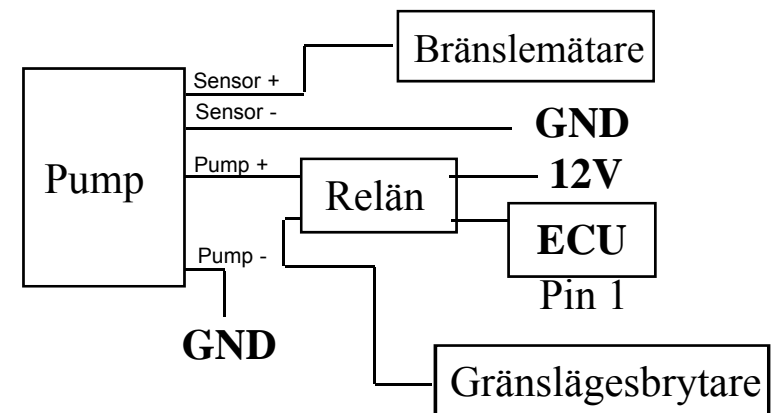 Bränslemätare
Sensor +
Sensor -
GND
Pump +
12V
Pump
Relän
ECU
Pump -
Pin 1
GND
Gränslägesbrytare